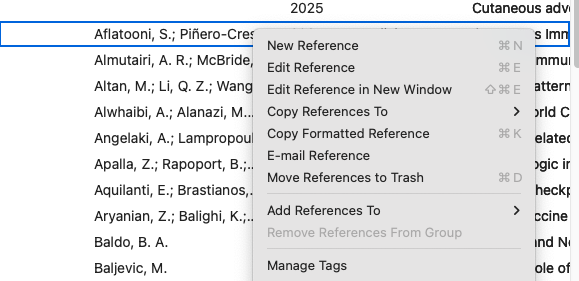 2025 Cutaneous adve
Aflatooni, S.; Piñero-Cres s Imm
New Reference ⌘N
Almutairi, A. R.; McBride, mmu
Edit Reference ⌘E
Altan, M.; Li, Q. Z.; Wang attern
Edit Reference in New Window ⇧⌘E
Alwhaibi, A.; Alanazi, M... orld C
Copy References To >
Angelaki, A.; Lampropoul elated
Copy Formatted Reference ⌘K
Apalla, Z.; Rapoport, B.;.. ogic i
E-mail Reference
Aquilanti, E.; Brastianos,.. heckp
Move References to Trash ⌘D
Aryanian, Z.; Balighi, K.;.. ccine
Add References To >
Remove References From Group
Baldo, B. A. nd No
Manage Tags
Baljevic, M. ole of